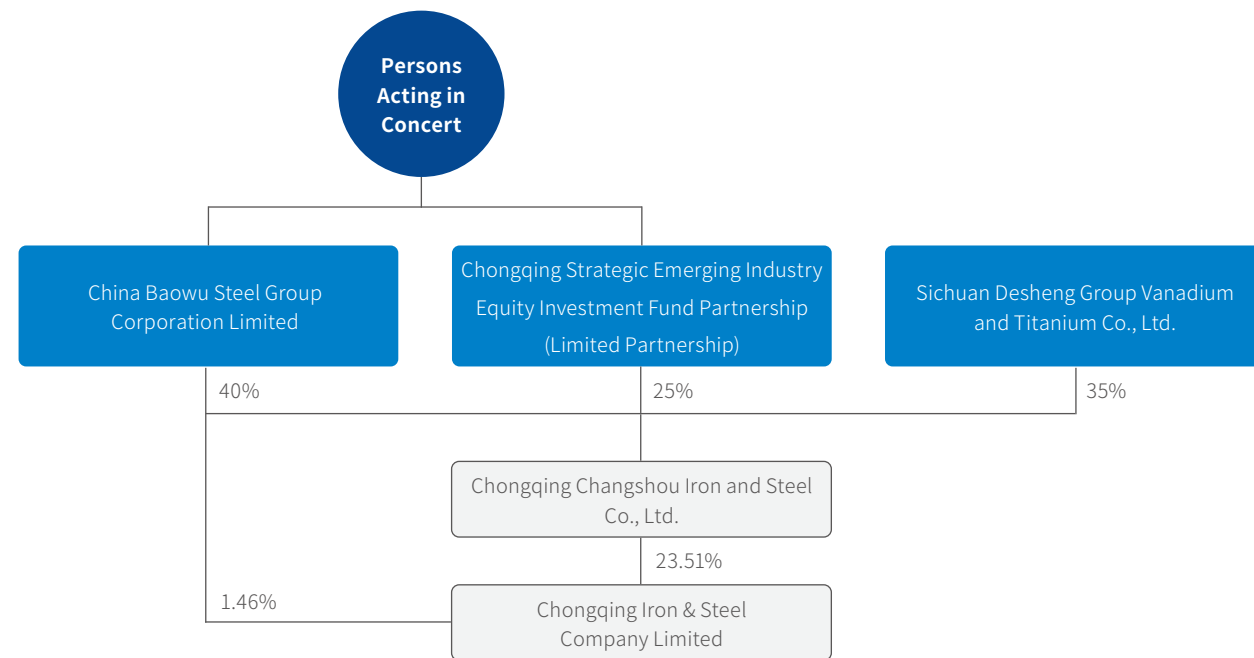 Persons
Acting in
Concert
China Baowu Steel Group
Corporation Limited
Chongqing Strategic Emerging Industry
Equity Investment Fund Partnership
(Limited Partnership)
Sichuan Desheng Group Vanadium
and Titanium Co., Ltd.
40%
25%
35%
Chongqing Changshou Iron and Steel
Co., Ltd.
23.51%
1.46%
Chongqing Iron & Steel
Company Limited